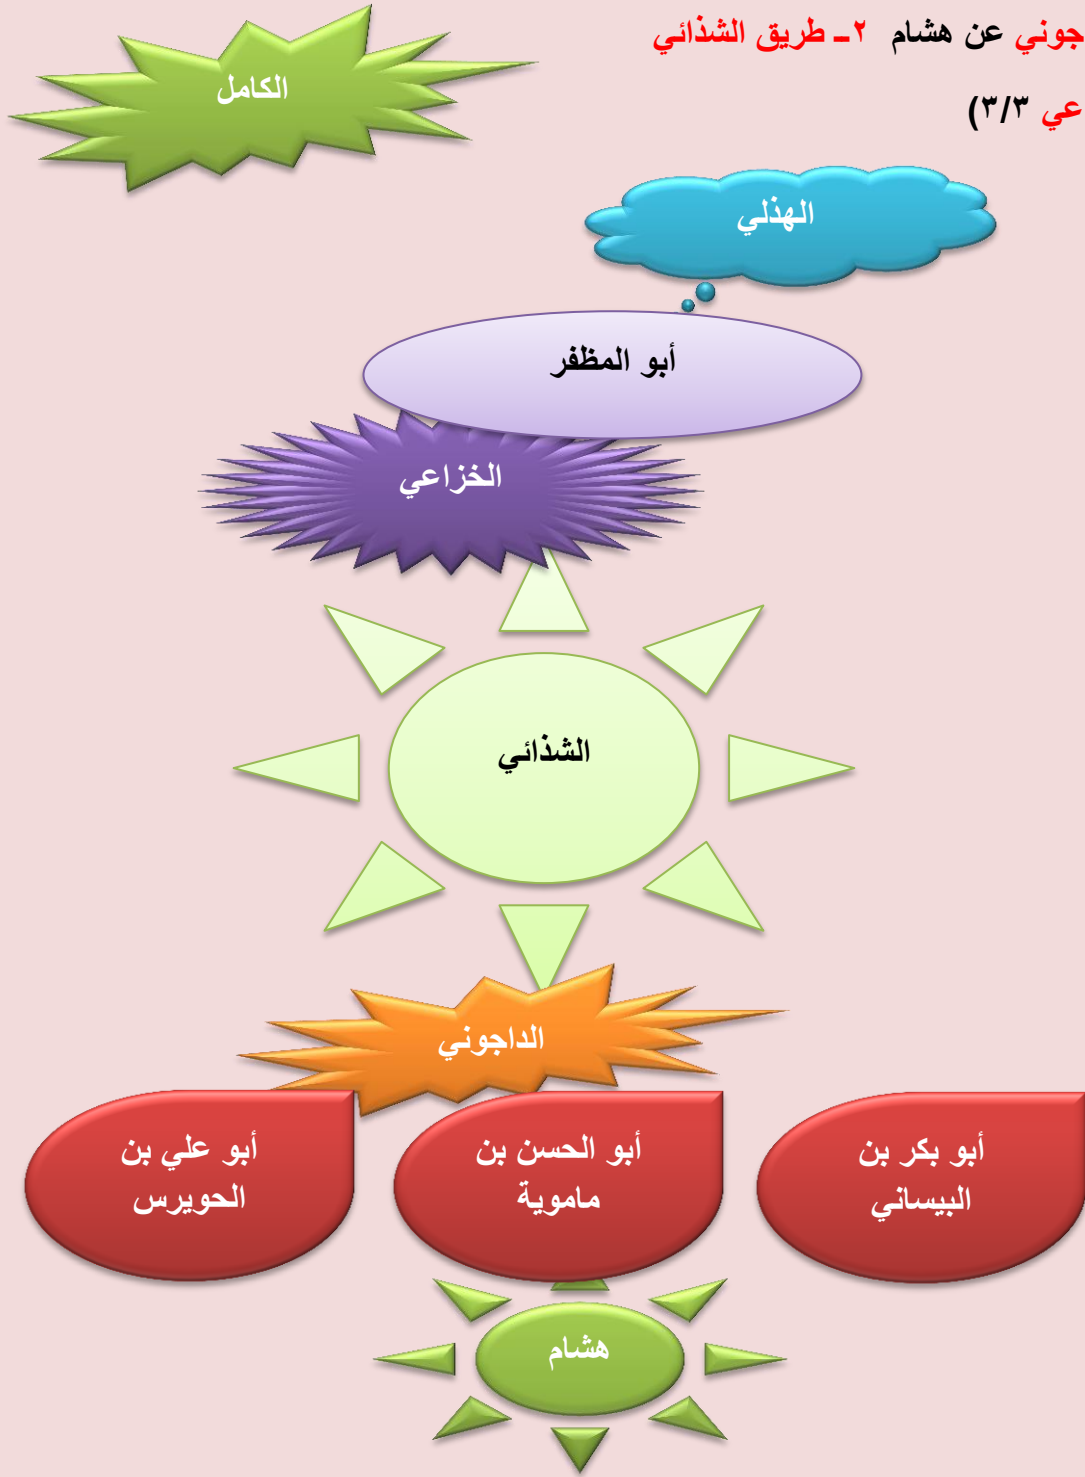 جوني عن هشام ٢ـ طريق الشذائي
عي ٣/٣)
الكامل
الهذلي
أبو المظفر
الخزاعي
الشذائي
الداجوني
أبو بكر بن
البيساني
أبو الحسن بن
ماموية
أبو علي بن
الحويرس
هشام